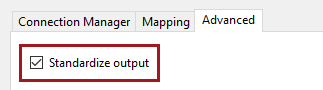 Connection Manager Mapping Advanced
Standardize output